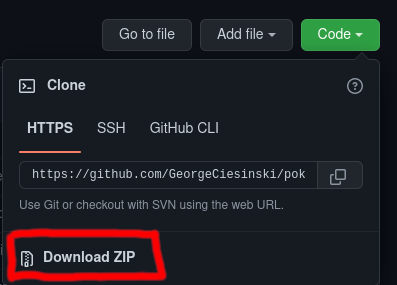 Go to file Add file Code
Clone
HTTPS SSH GitHub CLI
https://github.com/GeorgeCiesinski/pok
Use Git or checkout with SVN using the web URL.
Download ZIP